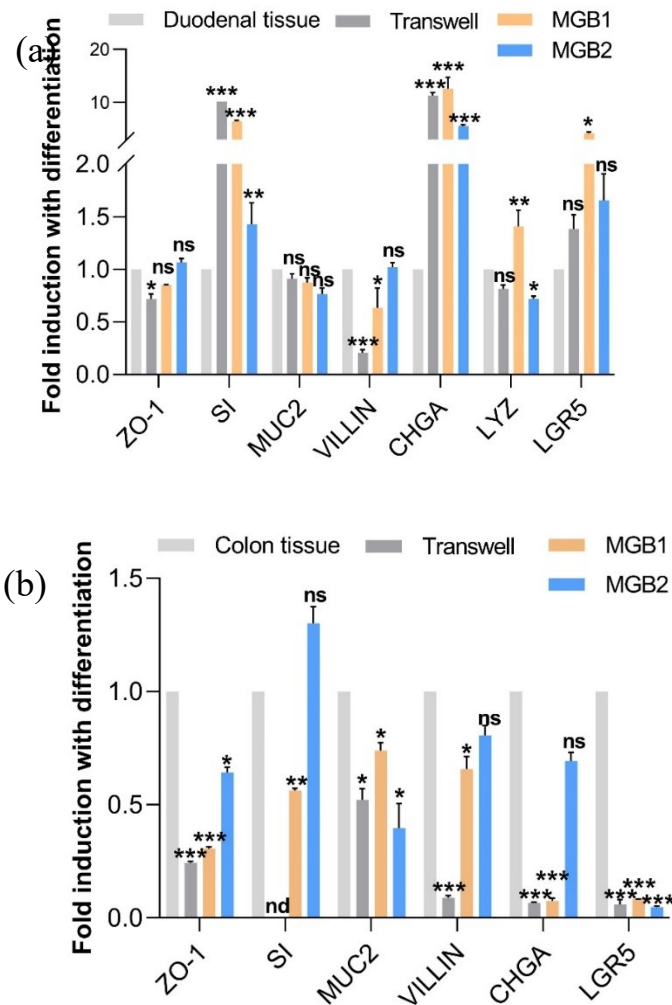 (a)
Duodenal tissue Transwell MGB1
MGB2
Fold induction with differentiation
20
10
2.0
1.5
1.0
0.5
0.0
* ns ns
*** *** **
ns ns ns
*** * ns
*** *** ***
ns ** *
ns * ns
ZO-1 SI MUC2 VILLIN CHGA LYZ LGR5
(b)
Colon tissue Transwell MGB1
MGB2
Fold induction with differentiation
1.5
1.0
0.5
0.0
*** *** *
nd ** ns
* * *
*** * ns
*** *** ns
*** *** ***
ZO-1 SI MUC2 VILLIN CHGA LGR5